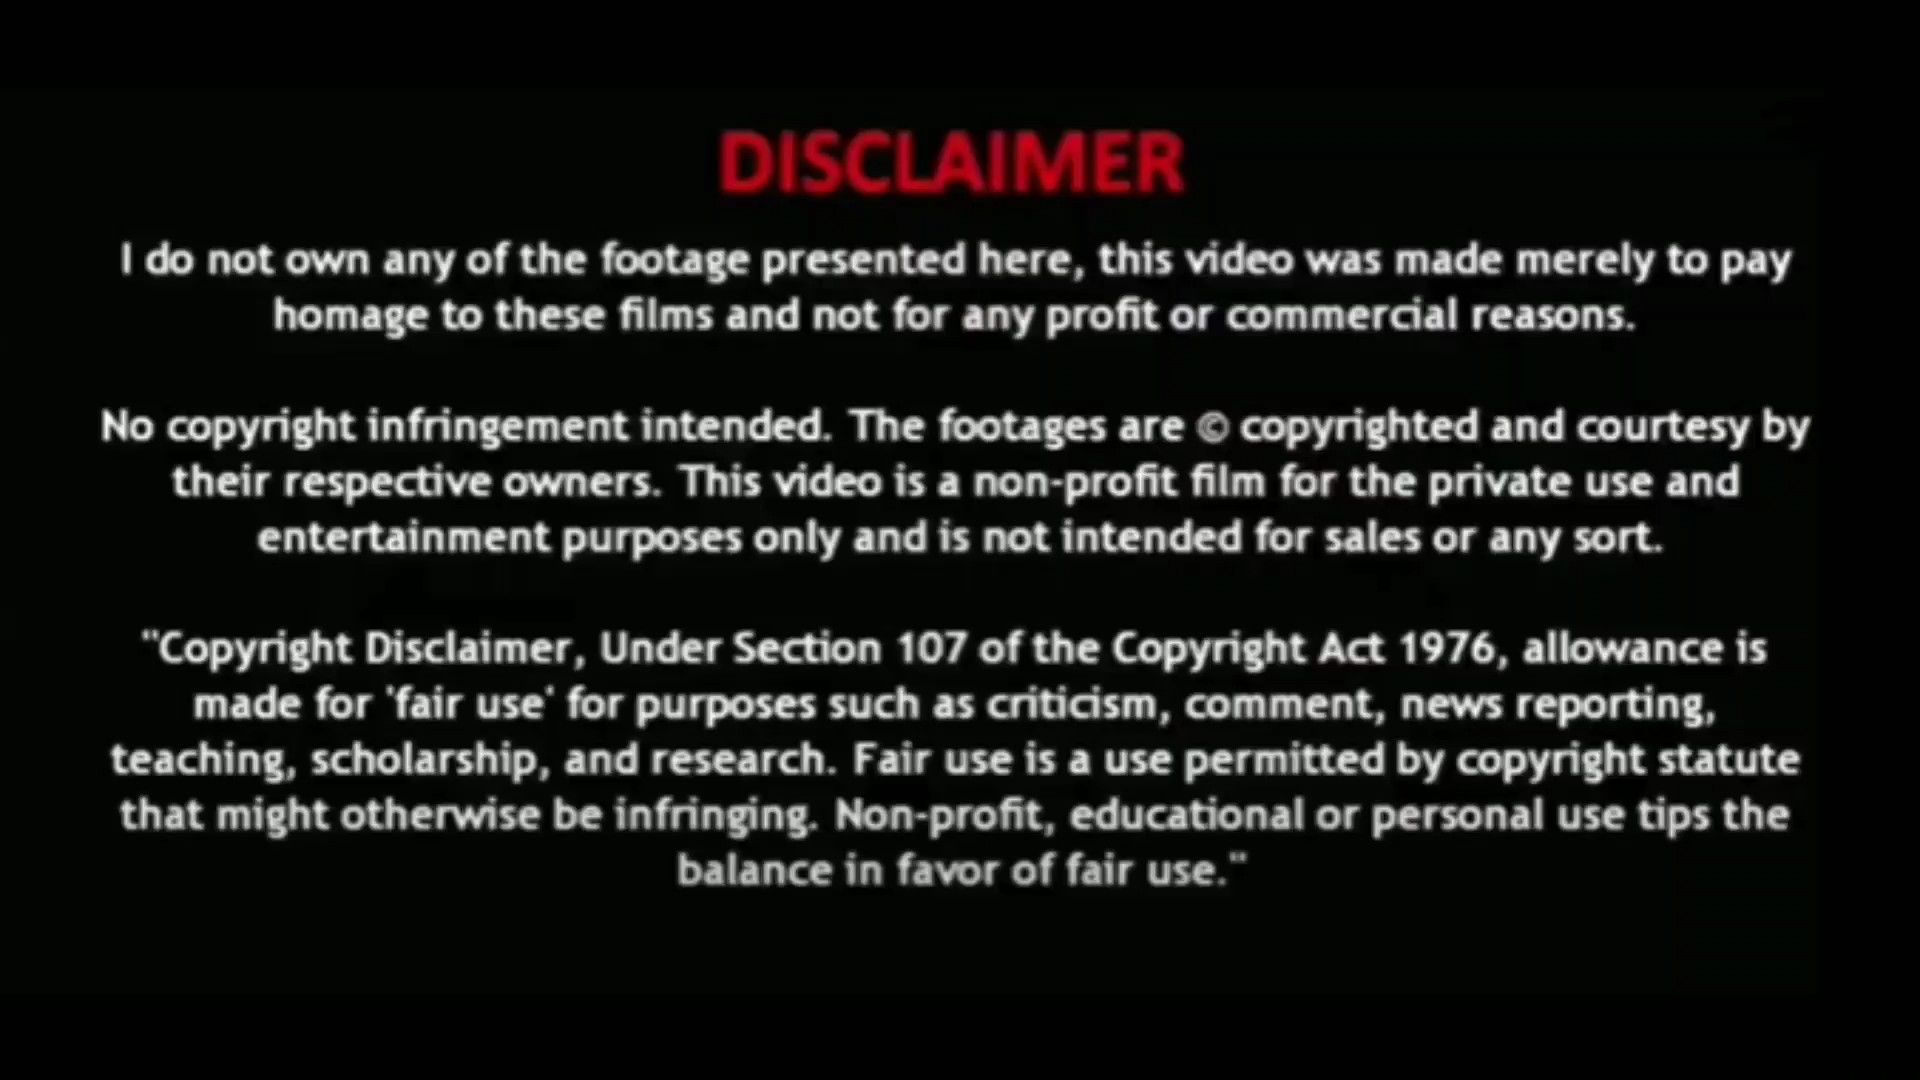 DISCLAIMER
I do not own any of the footage presented here, this video was made merely to pay
homage to these films and not for any profit or commercial reasons.
No copyright infringement intended. The footages are © copyrighted and courtesy by
their respective owners. This video is a non-profit film for the private use and
entertainment purposes only and is not intended for sales or any sort.
"Copyright Disclaimer, Under Section 107 of the Copyright Act 1976, allowance is
made for 'fair use' for purposes such as criticism, comment, news reporting,
teaching, scholarship, and research. Fair use is a use permitted by copyright statute
that might otherwise be infringing. Non-profit, educational or personal use tips the
balance in favor of fair use."